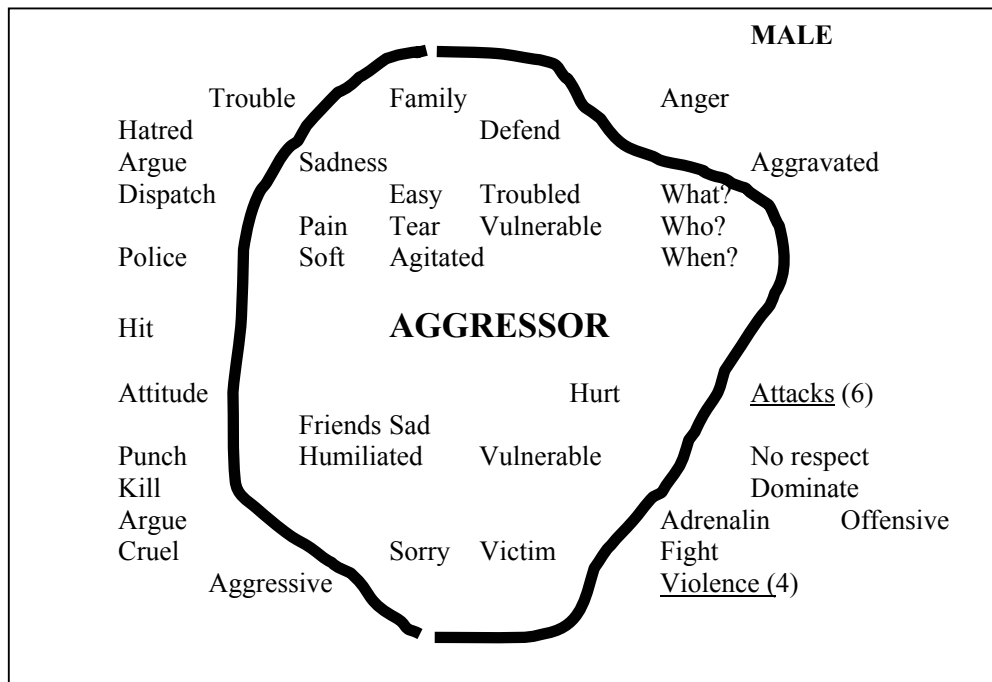 MALE
Trouble Family Anger
Hatred Defend
Argue Sadness Aggravated
Dispatch Easy Troubled What?
Pain Tear Vulnerable Who?
Police Soft Agitated When?
Hit AGGRESSOR
Attitude Hurt Attacks (6)
Friends Sad
Punch Humiliated Vulnerable No respect
Kill Dominate
Argue Adrenalin Offensive
Cruel Sorry Victim Fight
Aggressive Violence (4)